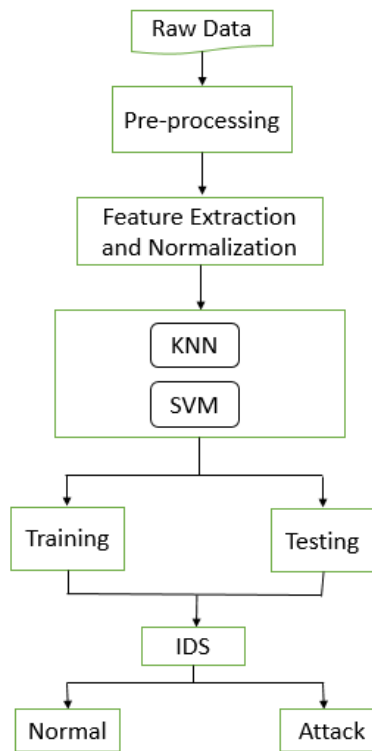 Raw Data
Pre-processing
Feature Extraction
and Normalization
KNN
SVM
Training
Testing
IDS
Normal
Attack